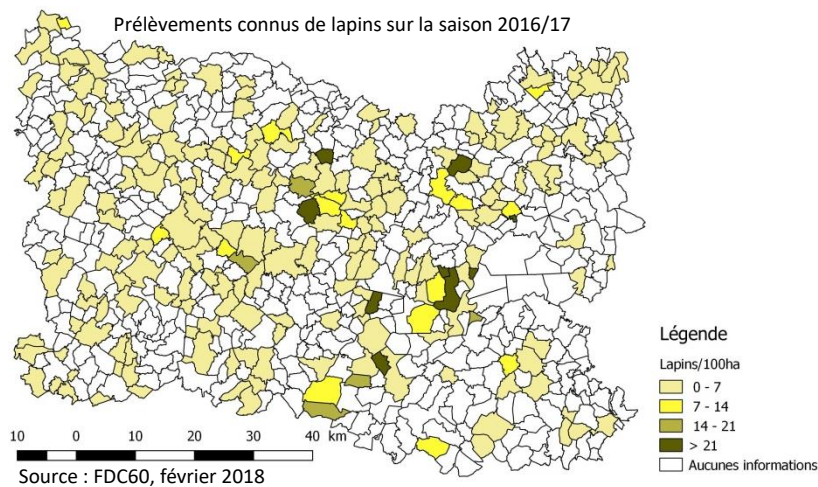 Prélèvements connus de lapins sur la saison 2016/17
Légende
Lapins/100ha
0 - 7
7 - 14
14 - 21
> 21
Aucunes informations
10 0 10 20 30 40 km
Source : FDC60, février 2018